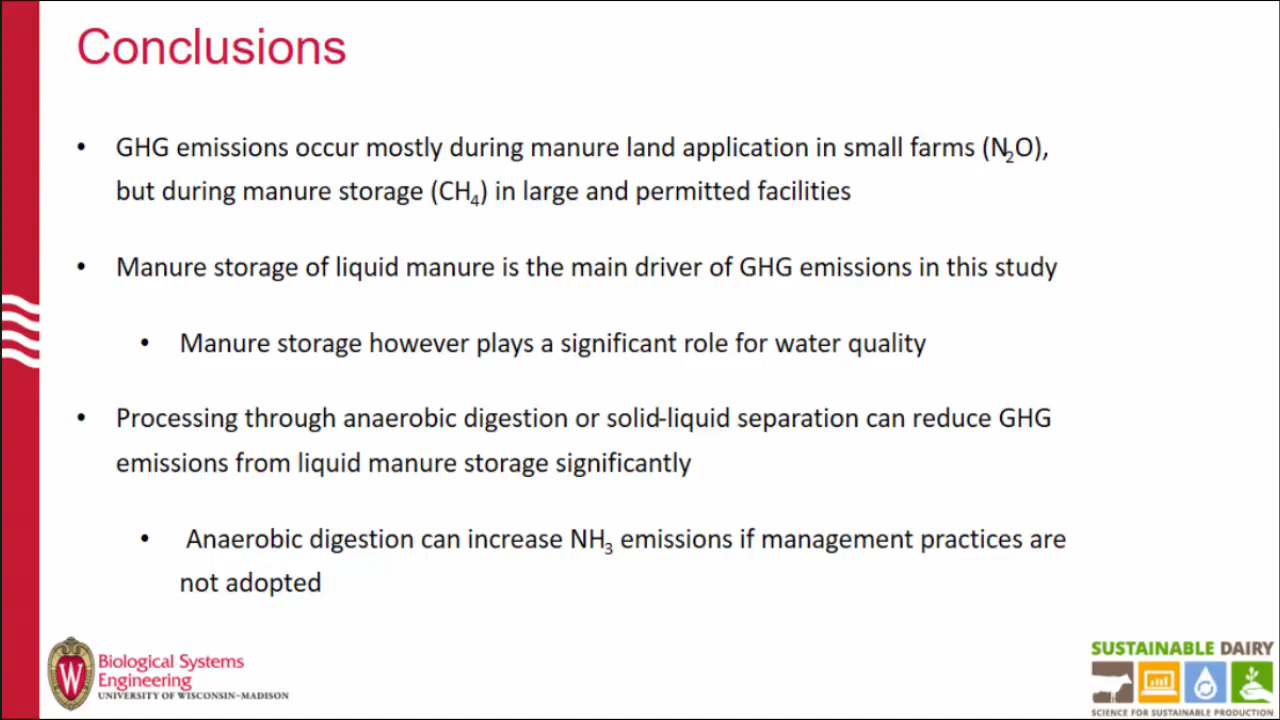 Conclusions
• GHG emissions occur mostly during manure land application in small farms (N₂O),
but during manure storage (CH₄) in large and permitted facilities
• Manure storage of liquid manure is the main driver of GHG emissions in this study
• Manure storage however plays a significant role for water quality
• Processing through anaerobic digestion or solid-liquid separation can reduce GHG
emissions from liquid manure storage significantly
• Anaerobic digestion can increase NH₃ emissions if management practices are
not adopted
W
Biological Systems
Engineering
UNIVERSITY OF WISCONSIN–MADISON
SUSTAINABLE DAIRY
SCIENCE FOR SUSTAINABLE PRODUCTION